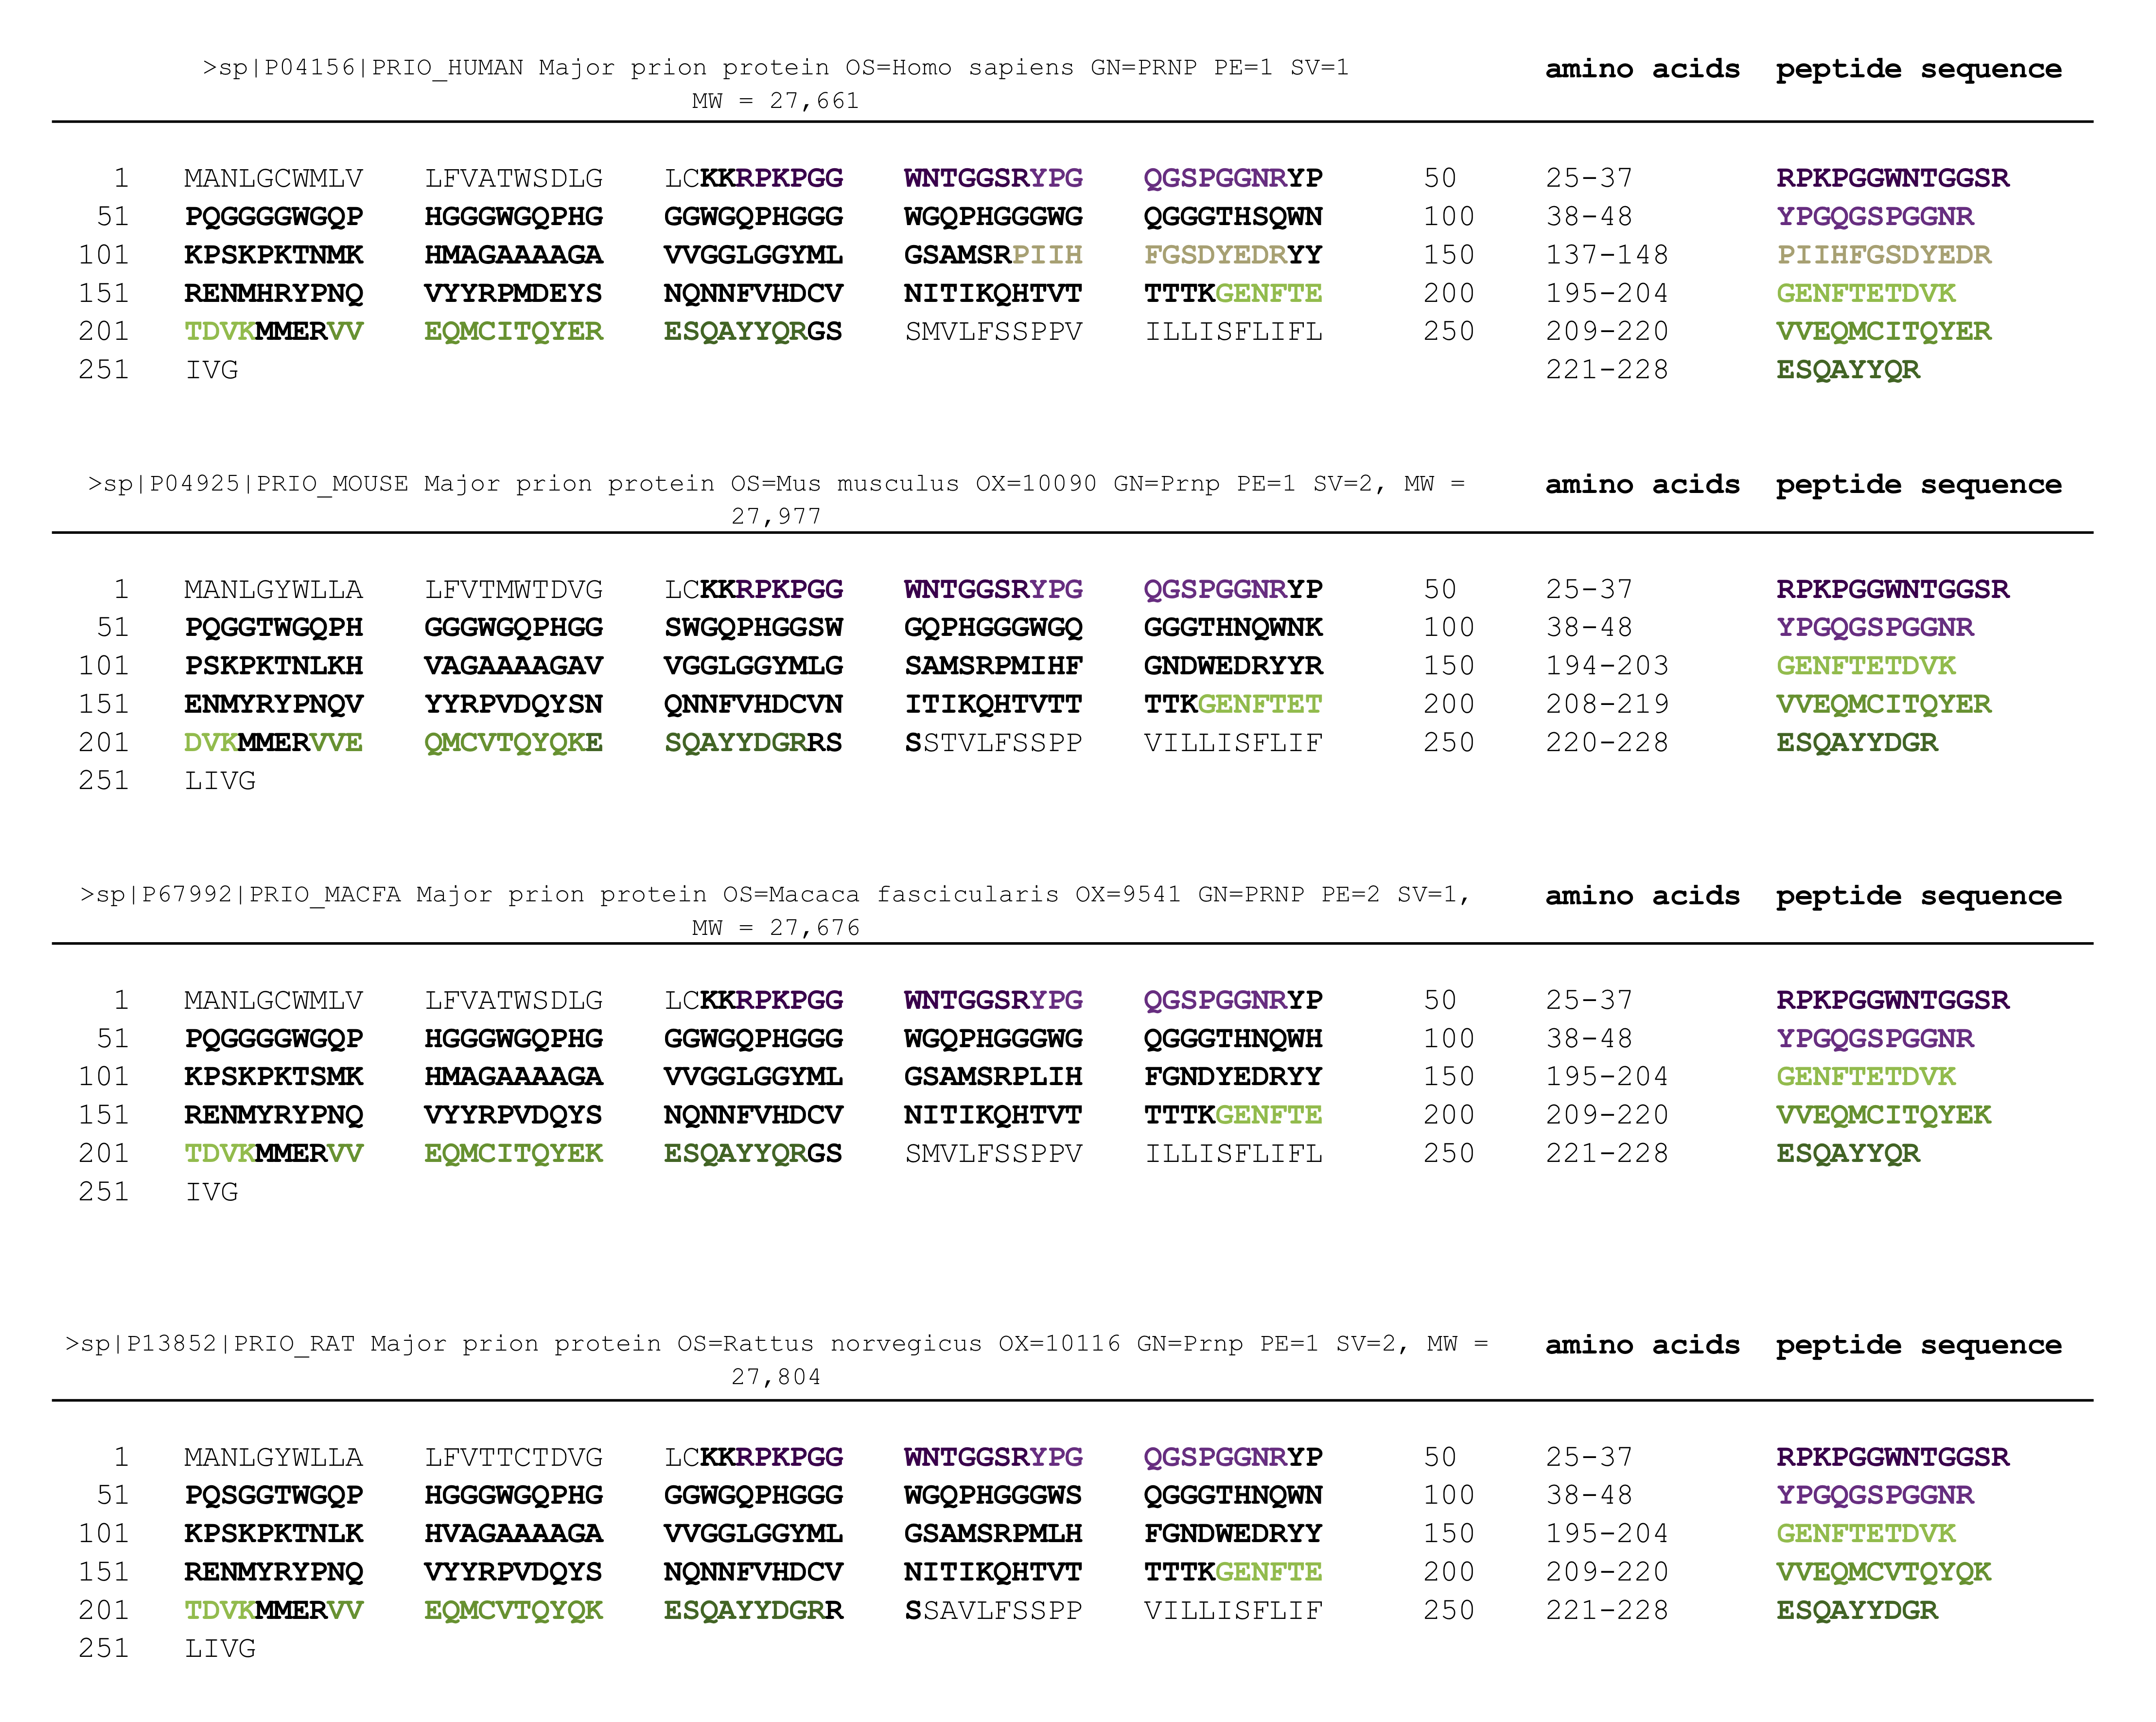 >sp|P04156|PRIO_HUMAN Major prion protein OS=Homo sapiens GN=PRNP PE=1 SV=1 amino acids peptide sequence
MW = 27,661
1 MANLGCWMLV LFVATWSDLG LCKKRPKPGG WNTGGSRYPG QGSPGGNRYP 50 25-37 RPKPGGWNTGGSR
51 PQGGGGWGQP HGGGWGQPHG GGWGQPHGGG WGQPHGGGWG QGGGTHSQWN 100 38-48 YPGQGSPGGNR
101 KPSKPKTNMK HMAGAAAAGA VVGGLGGYML GSAMSRPIIH FGSDYEDRYY 150 137-148 PIIHFGSDYEDR
151 RENMHRYPNQ VYYRPMDEYS NQNNFVHDCV NITIKQHTVT TTTKGENFTE 200 195-204 GENFTETDVK
201 TDVKMMERVV EQMCITQYER ESQAYYQRGS SMVLFSSPPV ILLISFLIFL 250 209-220 VVEQMCITQYER
251 IVG 221-228 ESQAYYQR
>sp|P04925|PRIO_MOUSE Major prion protein OS=Mus musculus OX=10090 GN=Prnp PE=1 SV=2, MW = amino acids peptide sequence
27,977
1 MANLGYWLLA LFVTMWTDVG LCKKRPKPGG WNTGGSRYPG QGSPGGNRYP 50 25-37 RPKPGGWNTGGSR
51 PQGGTWGQPH GGGWGQPHGG SWGQPHGGSW GQPHGGGWGQ GGGTHNQWNK 100 38-48 YPGQGSPGGNR
101 PSKPKTNLKH VAGAAAAGAV VGGLGGYMLG SAMSRPMIHF GNDWEDRYYR 150 194-203 GENFTETDVK
151 ENMYRYPNQV YYRPVDQYSN QNNFVHDCVN ITIKQHTVTT TTKGENFTET 200 208-219 VVEQMCITQYER
201 DVKMMERVVE QMCVTQYQKE SQAYYDGRRS SSTVLFSSPP VILLISFLIF 250 220-228 ESQAYYDGR
251 LIVG
>sp|P67992|PRIO_MACFA Major prion protein OS=Macaca fascicularis OX=9541 GN=PRNP PE=2 SV=1, amino acids peptide sequence
MW = 27,676
1 MANLGCWMLV LFVATWSDLG LCKKRPKPGG WNTGGSRYPG QGSPGGNRYP 50 25-37 RPKPGGWNTGGSR
51 PQGGGGWGQP HGGGWGQPHG GGWGQPHGGG WGQPHGGGWG QGGGTHNQWH 100 38-48 YPGQGSPGGNR
101 KPSKPKTSMK HMAGAAAAGA VVGGLGGYML GSAMSRPLIH FGNDYEDRYY 150 195-204 GENFTETDVK
151 RENMYRYPNQ VYYRPVDQYS NQNNFVHDCV NITIKQHTVT TTTKGENFTE 200 209-220 VVEQMCITQYEK
201 TDVKMMERVV EQMCITQYEK ESQAYYQRGS SMVLFSSPPV ILLISFLIFL 250 221-228 ESQAYYQR
251 IVG
>sp|P13852|PRIO_RAT Major prion protein OS=Rattus norvegicus OX=10116 GN=Prnp PE=1 SV=2, MW = amino acids peptide sequence
27,804
1 MANLGYWLLA LFVTTCTDVG LCKKRPKPGG WNTGGSRYPG QGSPGGNRYP 50 25-37 RPKPGGWNTGGSR
51 PQSGGTWGQP HGGGWGQPHG GGWGQPHGGG WGQPHGGGWS QGGGTHNQWN 100 38-48 YPGQGSPGGNR
101 KPSKPKTNLK HVAGAAAAGA VVGGLGGYML GSAMSRPMLH FGNDWEDRYY 150 195-204 GENFTETDVK
151 RENMYRYPNQ VYYRPVDQYS NQNNFVHDCV NITIKQHTVT TTTKGENFTE 200 209-220 VVEQMCVTQYQK
201 TDVKMMERVV EQMCVTQYQK ESQAYYDGRR SSAVLFSSPP VILLISFLIF 250 221-228 ESQAYYDGR
251 LIVG